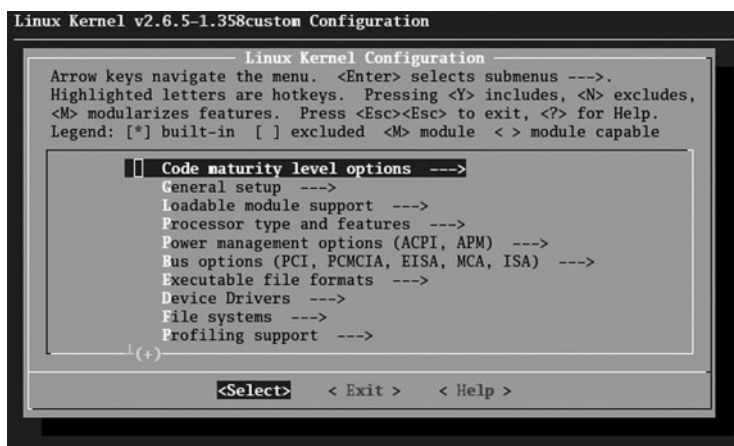 Linux Kernel v2.6.5-1.358custom Configuration
Linux Kernel Configuration
Arrow keys navigate the menu. <Enter> selects submenus --->.
Highlighted letters are hotkeys. Pressing <Y> includes, <N> excludes,
<M> modularizes features. Press <Esc><Esc> to exit, <?> for Help.
Legend: [*] built-in [ ] excluded <M> module < > module capable
Code maturity level options --->
General setup --->
Loadable module support --->
Processor type and features --->
Power management options (ACPI, APM) --->
Bus options (PCI, PCMCIA, EISA, MCA, ISA) --->
Executable file formats --->
Device Drivers --->
File systems --->
Profiling support --->
(+)
<Select> < Exit > < Help >